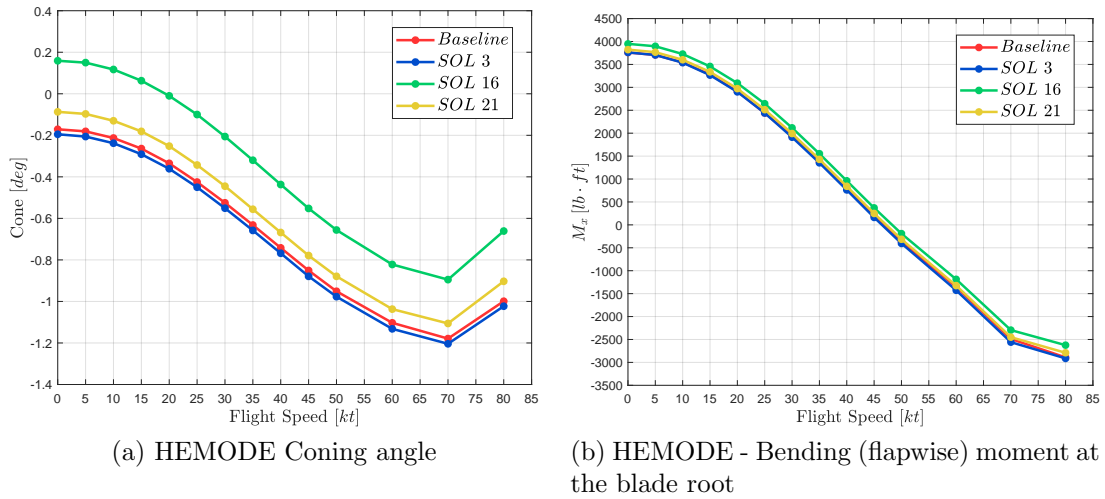 0.4
0.2
0
-0.2
-0.4
-0.6
-0.8
-1
-1.2
-1.4
Cone [deg]
0 5 10 15 20 25 30 35 40 45 50 55 60 65 70 75 80 85
Flight Speed [kt]
Baseline
SOL 3
SOL 16
SOL 21
(a) HEMODE Coning angle
4500
4000
3500
3000
2500
2000
1500
1000
500
0
-500
-1000
-1500
-2000
-2500
-3000
-3500
M_x [lb · ft]
0 5 10 15 20 25 30 35 40 45 50 55 60 65 70 75 80 85
Flight Speed [kt]
Baseline
SOL 3
SOL 16
SOL 21
(b) HEMODE - Bending (flapwise) moment at
the blade root